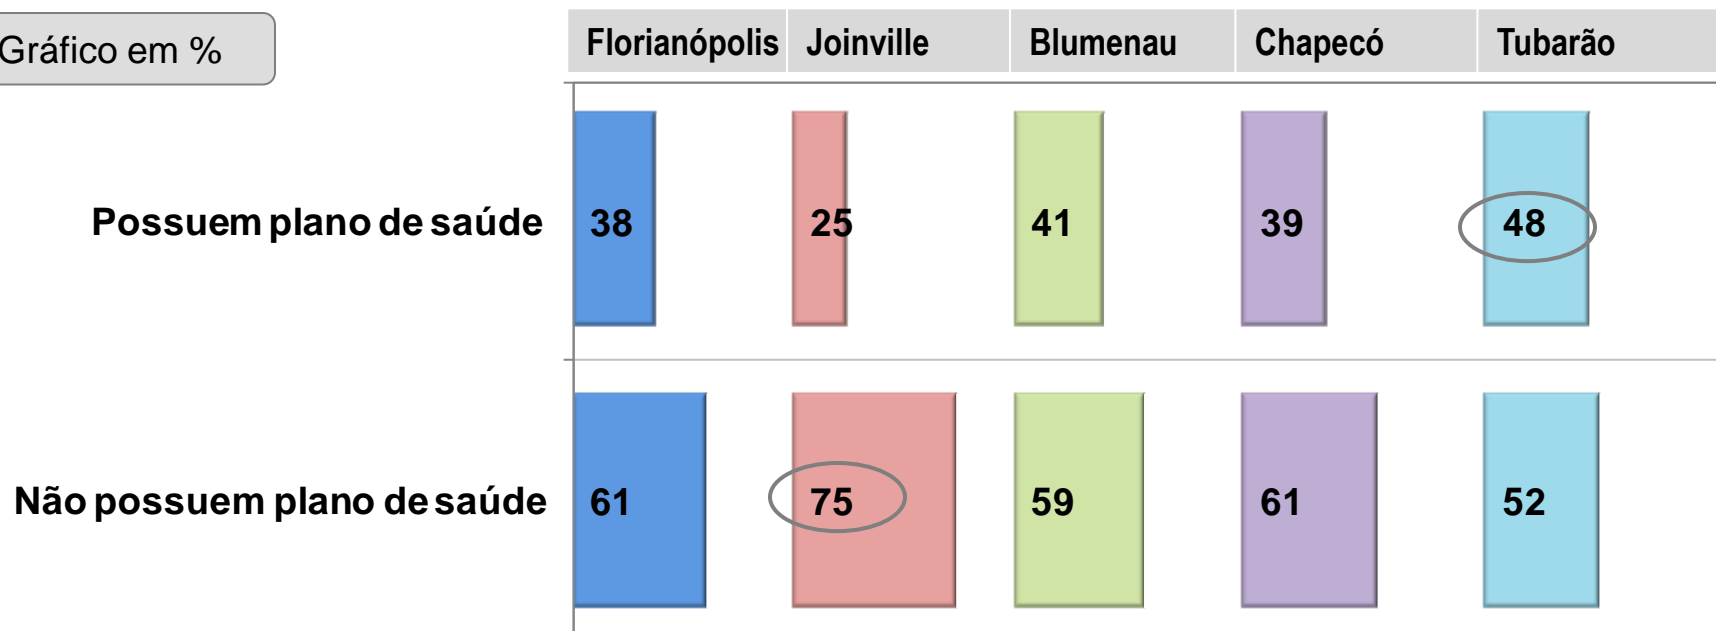 Gráfico em %
Florianópolis Joinville Blumenau Chapecó Tubarão
Possuem plano de saúde 38 25 41 39 48
Não possuem plano de saúde 61 75 59 61 52